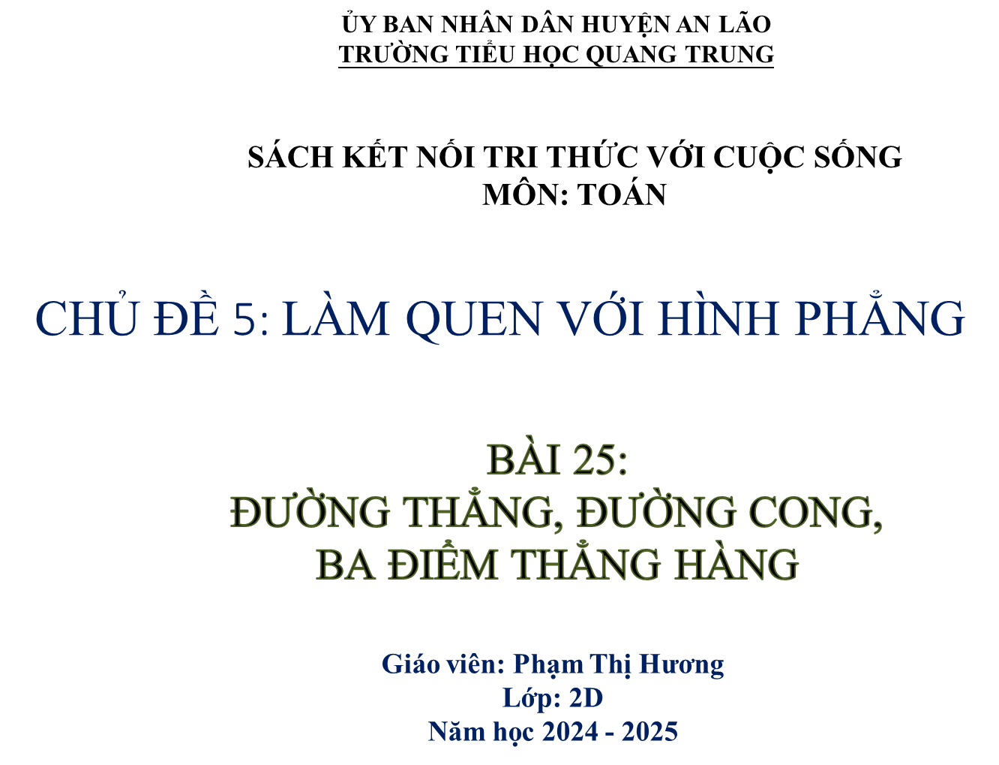 ỦY BAN NHÂN DÂN HUYỆN AN LÃO
TRƯỜNG TIỂU HỌC QUANG TRUNG
SÁCH KẾT NỐI TRI THỨC VỚI CUỘC SỐNG
MÔN: TOÁN
CHỦ ĐỀ 5: LÀM QUEN VỚI HÌNH PHẲNG
BÀI 25:
ĐƯỜNG THẲNG, ĐƯỜNG CONG,
BA ĐIỂM THẲNG HÀNG
Giáo viên: Phạm Thị Hương
Lớp: 2D
Năm học 2024 - 2025